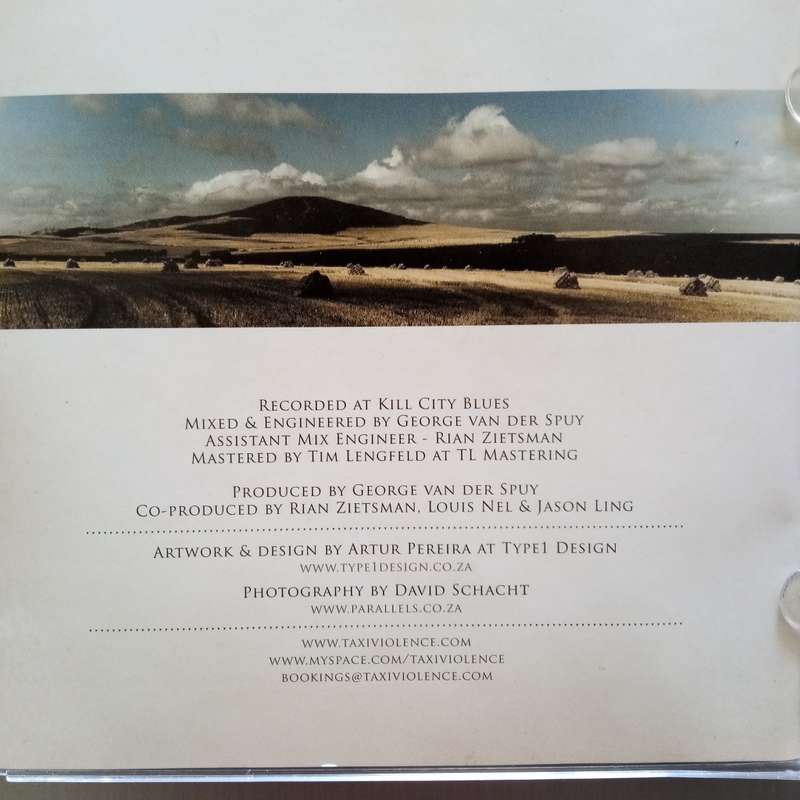 Recorded at Kill City Blues
Mixed & Engineered by George van der Spuy
Assistant Mix Engineer - Rian Zietsman
Mastered by Tim Lengfeld at TL Mastering
Produced by George van der Spuy
Co-produced by Rian Zietsman, Louis Nel & Jason Ling
Artwork & design by Artur Pereira at Type1 Design
www.type1design.co.za
Photography by David Schacht
www.parallels.co.za
www.taxiviolence.com
www.myspace.com/taxiviolence
bookings@taxiviolence.com